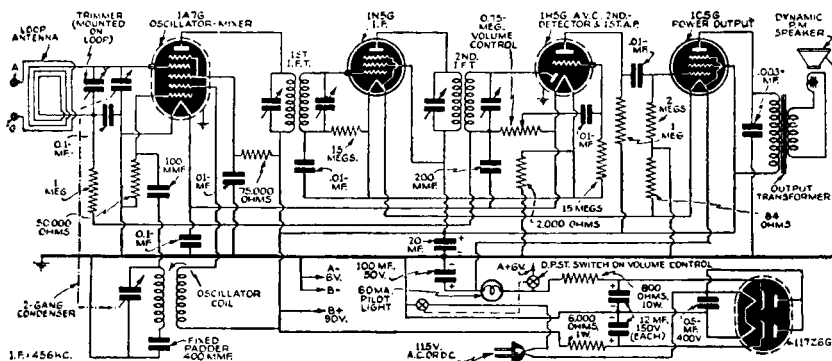 TRIMMER
(MOUNTED
ON
LOOP)
LOOP
ANTENNA
A
G
1A7G
OSCILLATOR-MIXER
1ST.
I.F.T.
1N5G
I.F.
2ND.
I.F.T.
0.75-
MEG.
VOLUME
CONTROL
1H5G A.V.C. 2ND-
DETECTOR & 1ST A.F.
.01-
MF.
1C5G
POWER OUTPUT
DYNAMIC
P.M.
SPEAKER
.003-
MF.
0.1-
MF.
1
MEG
50,000
OHMS
100
MMF.
.01-
MF
75,000
OHMS
15
MEGS.
.01-
MF.
200
MMF.
.01-
MF.
15 MEGS
2,000 OHMS
1
MEG
2
MEGS
84
OHMS
OUTPUT
TRANSFORMER
0.1-
MF.
20
MF.
100 MF.
50V.
60 MA.
PILOT
LIGHT
A-
6V.
B-
B+
90V.
A+6V.
D.P.S.T. SWITCH ON VOLUME CONTROL
800
OHMS,
10W.
6,000
OHMS,
1W.
12 MF.
150V
(EACH)
.05-
MF.
400V
117Z6G
2-GANG
CONDENSER
OSCILLATOR
COIL
FIXED
PADDER
400 MMF.
I.F.=456KC.
115V.
A.C. OR D.C.